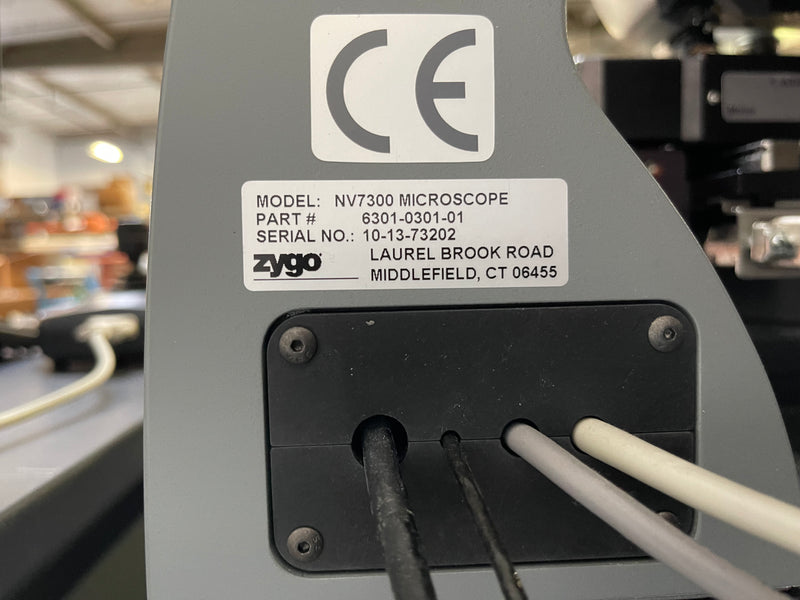 CE
MODEL: NV7300 MICROSCOPE
PART # 6301-0301-01
SERIAL NO.: 10-13-73202
zygo LAUREL BROOK ROAD
MIDDLEFIELD, CT 06455